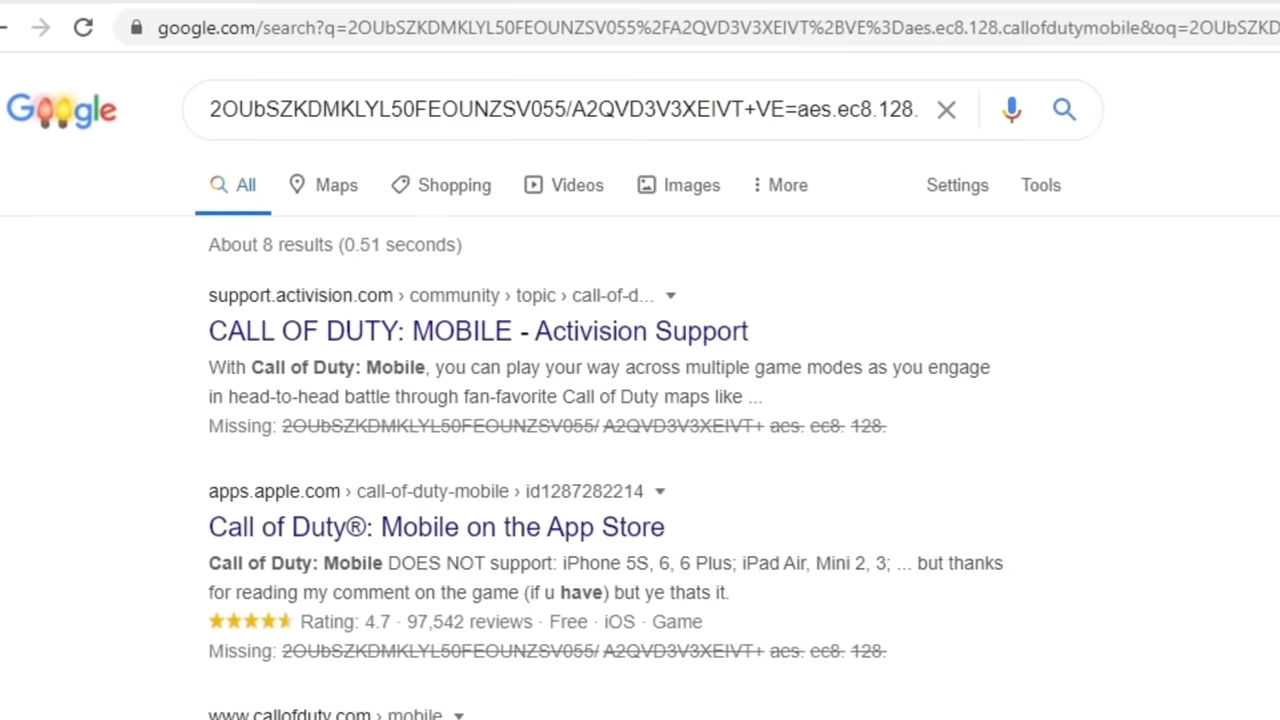 google.com/search?q=2OUbSZKDMKLYL50FEOUNZSV055%2FA2QVD3V3XEIVT%2BVE%3Daes.ec8.128.callofdutymobile&oq=2OUbSZKD
Google
2OUbSZKDMKLYL50FEOUNZSV055/A2QVD3V3XEIVT+VE=aes.ec8.128.
All Maps Shopping Videos Images More Settings Tools
About 8 results (0.51 seconds)
support.activision.com › community › topic › call-of-d...
CALL OF DUTY: MOBILE - Activision Support
With Call of Duty: Mobile, you can play your way across multiple game modes as you engage
in head-to-head battle through fan-favorite Call of Duty maps like ...
Missing: 2OUbSZKDMKLYL50FEOUNZSV055/ A2QVD3V3XEIVT+ aes. ec8. 128.
apps.apple.com › call-of-duty-mobile › id1287282214
Call of Duty®: Mobile on the App Store
Call of Duty: Mobile DOES NOT support: iPhone 5S, 6, 6 Plus; iPad Air, Mini 2, 3; ... but thanks
for reading my comment on the game (if u have) but ye thats it.
Rating: 4.7 · 97,542 reviews · Free · iOS · Game
Missing: 2OUbSZKDMKLYL50FEOUNZSV055/ A2QVD3V3XEIVT+ aes. ec8. 128.
www.callofduty.com › mobile